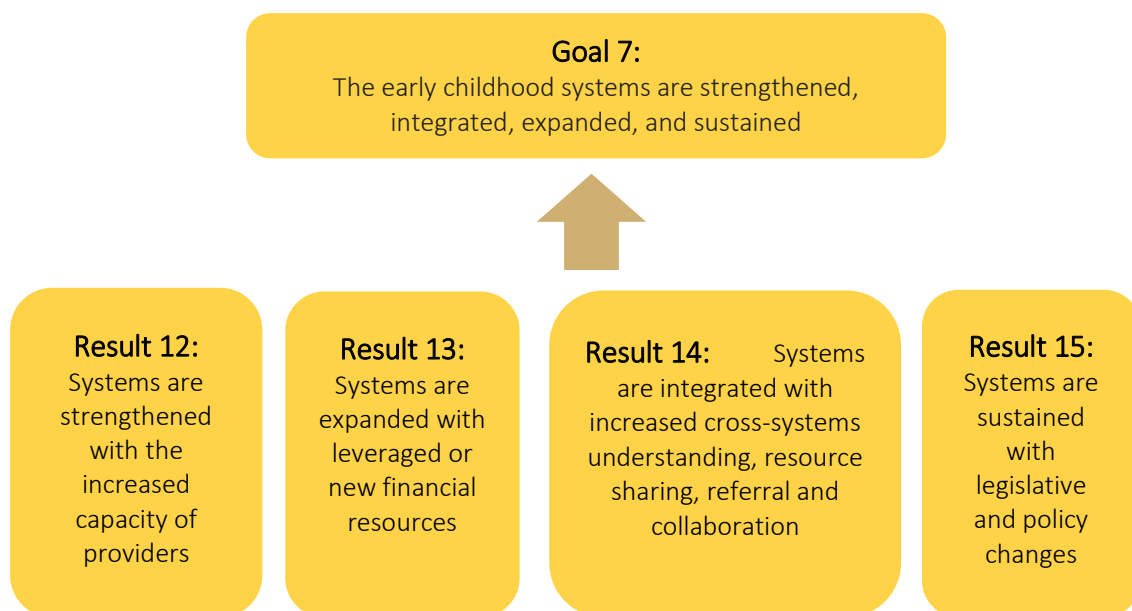 Goal 7:
The early childhood systems are strengthened,
integrated, expanded, and sustained
Result 12:
Systems are
strengthened
with the
increased
capacity of
providers
Result 13:
Systems are
expanded with
leveraged or
new financial
resources
Result 14: Systems
are integrated with
increased cross-systems
understanding, resource
sharing, referral and
collaboration
Result 15:
Systems are
sustained
with
legislative
and policy
changes